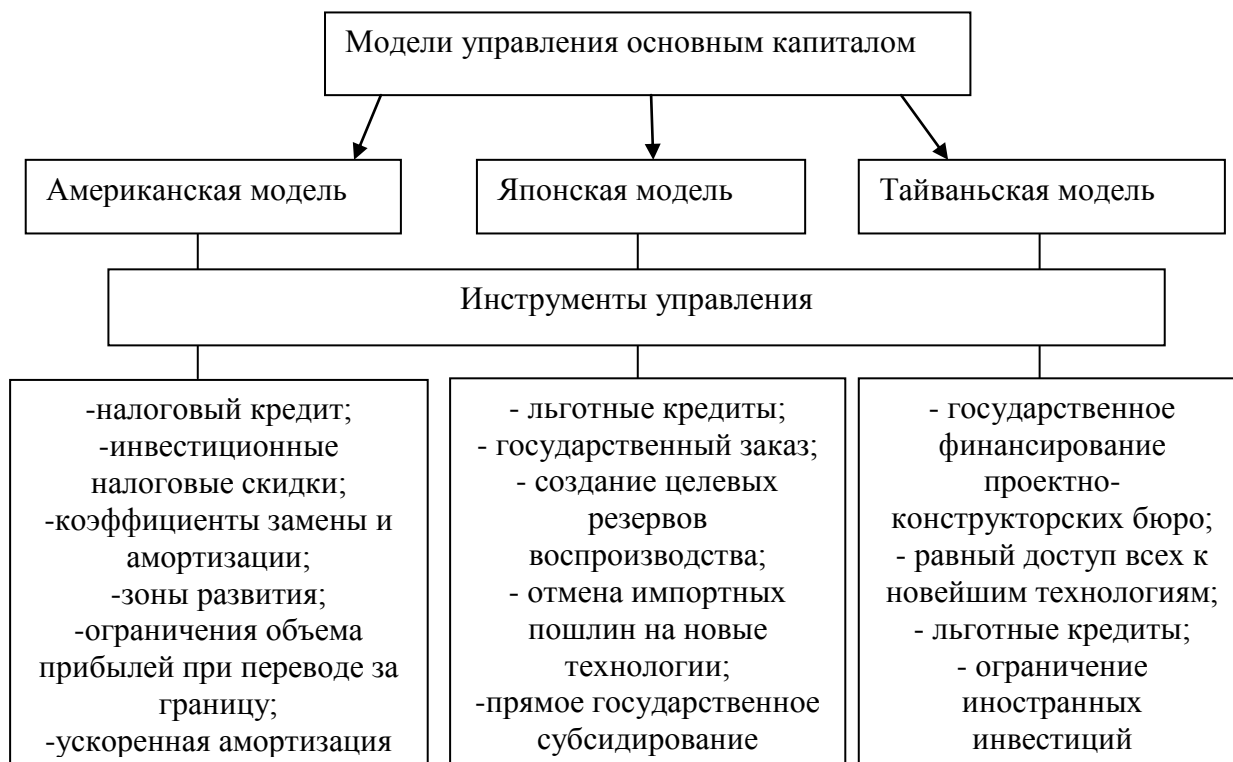 Модели управления основным капиталом
Американская модель
Японская модель
Тайваньская модель
Инструменты управления
-налоговый кредит;
-инвестиционные
налоговые скидки;
-коэффициенты замены и
амортизации;
-зоны развития;
-ограничения объема
прибылей при переводе за
границу;
-ускоренная амортизация
- льготные кредиты;
- государственный заказ;
- создание целевых
резервов
воспроизводства;
- отмена импортных
пошлин на новые
технологии;
-прямое государственное
субсидирование
- государственное
финансирование
проектно-
конструкторских бюро;
- равный доступ всех к
новейшим технологиям;
- льготные кредиты;
- ограничение
иностранных
инвестиций